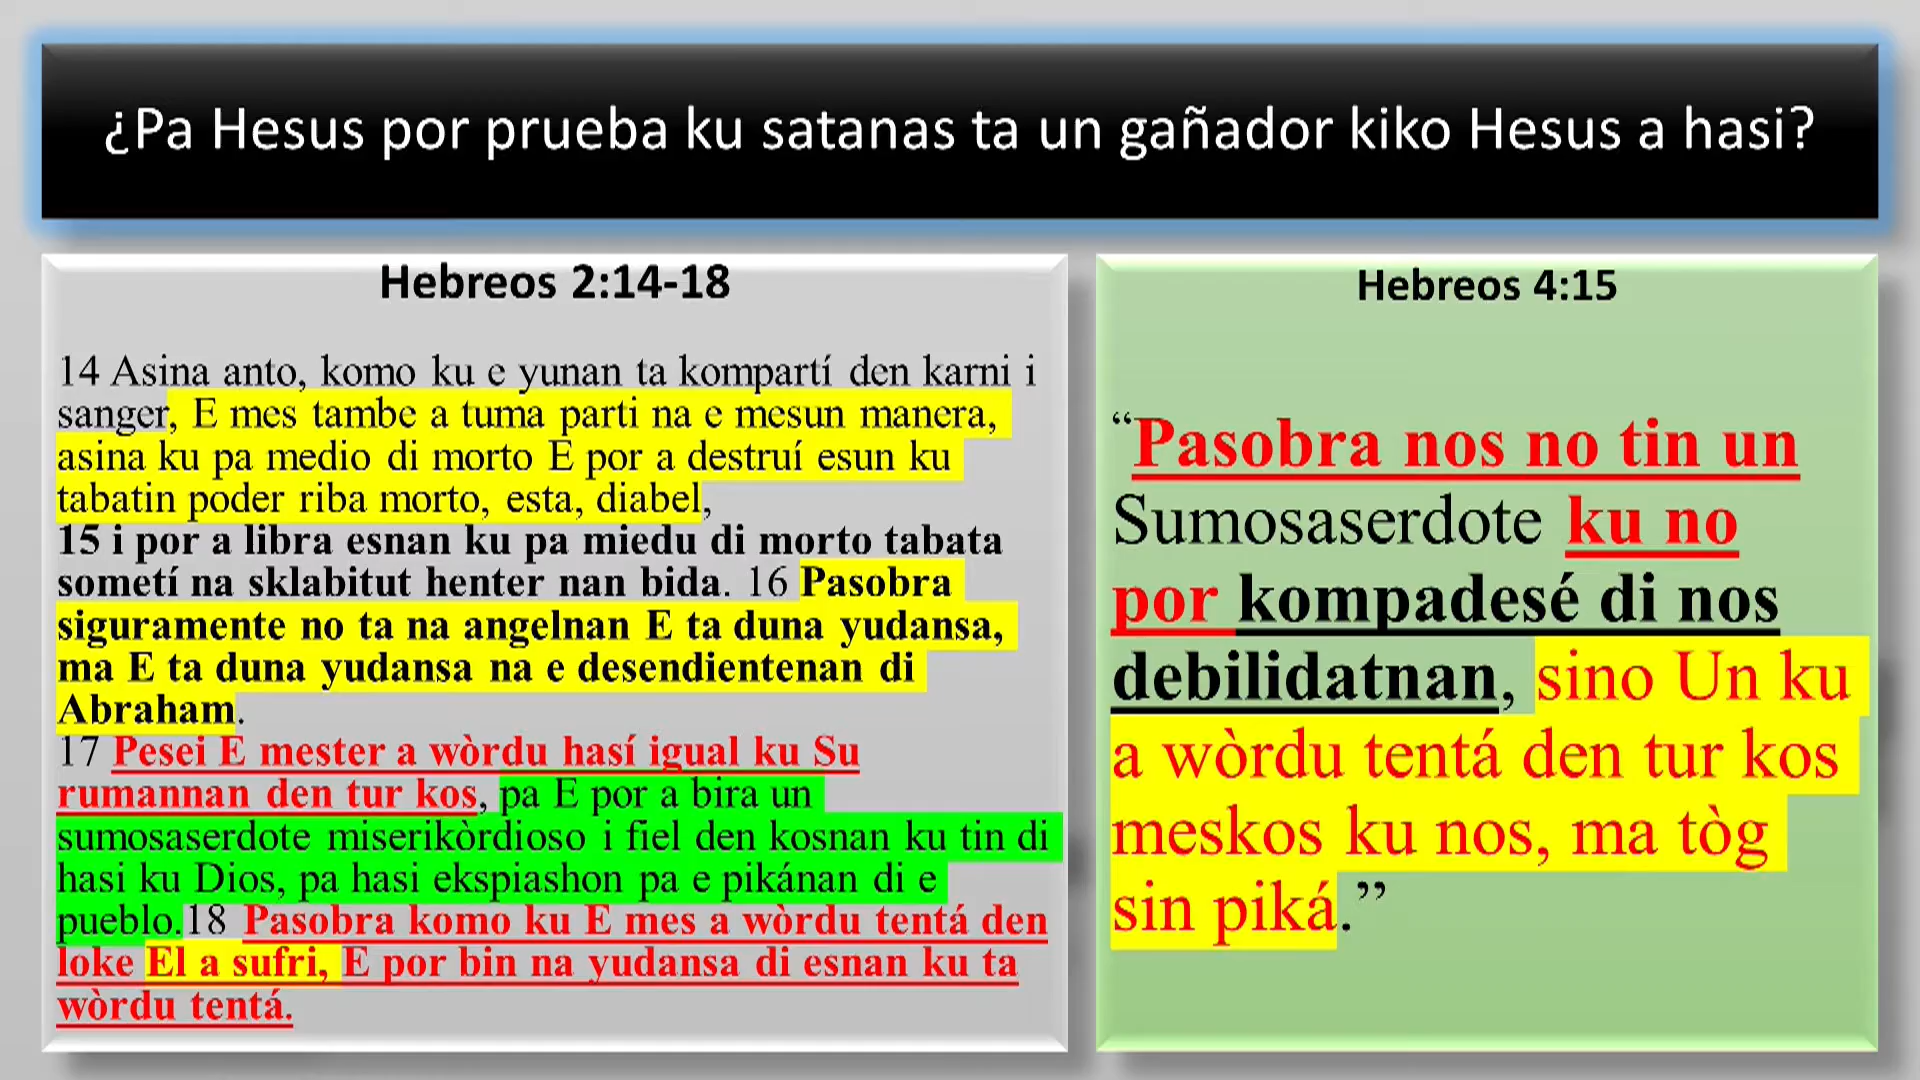 ¿Pa Hesus por prueba ku satanas ta un gañador kiko Hesus a hasi?
Hebreos 2:14-18
14 Asina anto, komo ku e yunan ta kompartí den karni i
sanger, E mes tambe a tuma parti na e mesun manera,
asina ku pa medio di morto E por a destruí esun ku
tabatin poder riba morto, esta, diabel,
15 i por a libra esnan ku pa miedu di morto tabata
sometí na sklabitut henter nan bida. 16 Pasobra
siguramente no ta na angelnan E ta duna yudansa,
ma E ta duna yudansa na e desendientenan di
Abraham.
17 Pesei E mester a wòrdu hasí igual ku Su
rumannan den tur kos, pa E por a bira un
sumosaserdote miserikòrdioso i fiel den kosnan ku tin di
hasi ku Dios, pa hasi ekspiashon pa e pikánan di e
pueblo.18 Pasobra komo ku E mes a wòrdu tentá den
loke El a sufri, E por bin na yudansa di esnan ku ta
wòrdu tentá.
Hebreos 4:15
“Pasobra nos no tin un
Sumosaserdote ku no
por kompadesé di nos
debilidatnan, sino Un ku
a wòrdu tentá den tur kos
meskos ku nos, ma tòg
sin piká.”